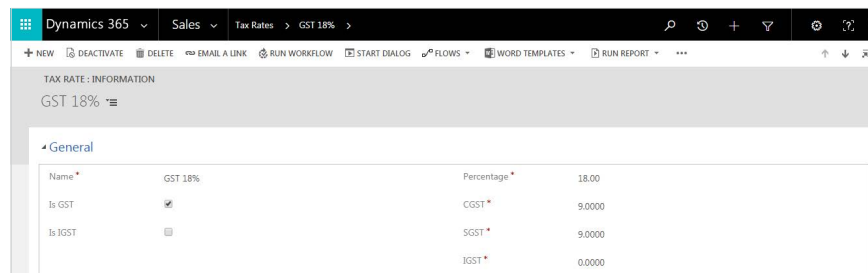 Dynamics 365 Sales Tax Rates > GST 18% >
NEW DEACTIVATE DELETE EMAIL A LINK RUN WORKFLOW START DIALOG FLOWS WORD TEMPLATES RUN REPORT ...
TAX RATE : INFORMATION
GST 18%
General
Name * GST 18% Percentage * 18.00
Is GST CGST * 9.0000
Is IGST SGST * 9.0000
IGST * 0.0000